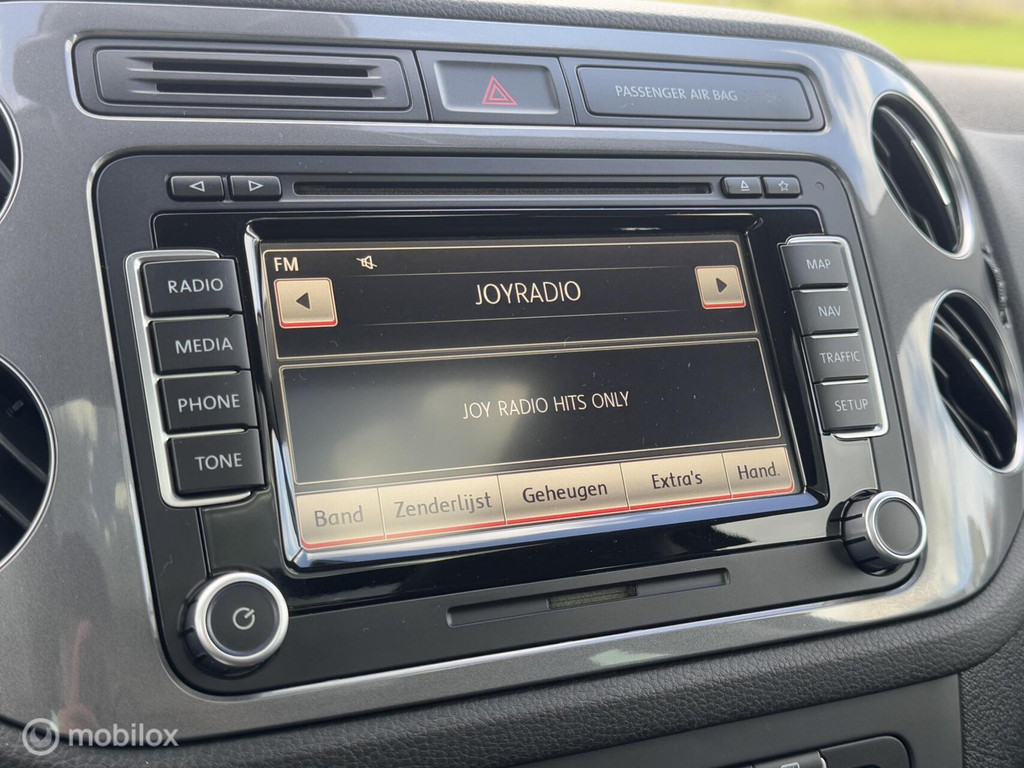 PASSENGER AIR BAG
RADIO
MEDIA
PHONE
TONE
FM
JOYRADIO
JOY RADIO HITS ONLY
Band
Zenderlijst
Geheugen
Extra's
Hand.
MAP
NAV
TRAFFIC
SETUP
mobilox